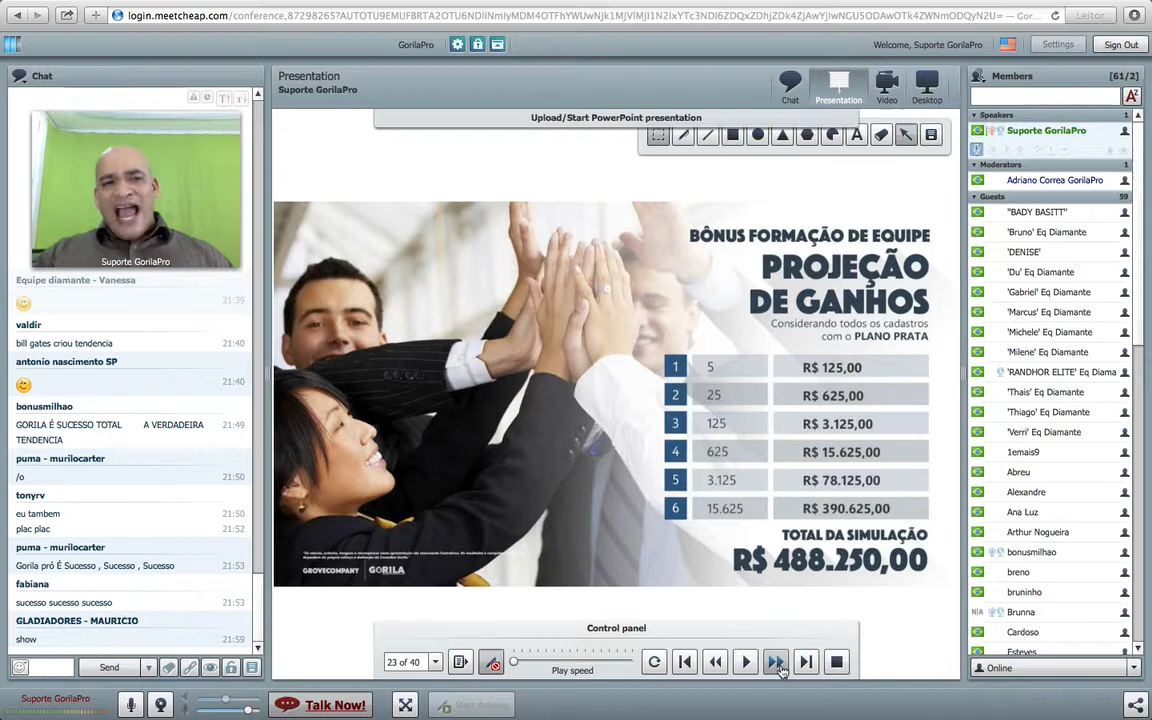 login.meetcheap.com/conference,87298265?
Leitor
GorilaPro
Welcome, Suporte GorilaPro
Settings
Sign Out
Chat
Suporte GorilaPro
Equipe diamante - Vanessa
21:39
valdir
bill gates criou tendencia 21:40
antonio nascimento SP
21:40
bonusmilhao
GORILA É SUCESSO TOTAL A VERDADEIRA 21:49
TENDENCIA
puma - murilocarter
/o 21:50
tonyrv
eu tambem 21:50
plac plac 21:52
puma - murilocarter
Gorila pró É Sucesso , Sucesso , Sucesso 21:53
fabiana
sucesso sucesso sucesso 21:53
GLADIADORES - MAURICIO
show 21:59
Send
Presentation
Suporte GorilaPro
Chat
Presentation
Video
Desktop
Upload/Start PowerPoint presentation
A
BÔNUS FORMAÇÃO DE EQUIPE
PROJEÇÃO
DE GANHOS
Considerando todos os cadastros
com o PLANO PRATA
1 5 R$ 125,00
2 25 R$ 625,00
3 125 R$ 3.125,00
4 625 R$ 15.625,00
5 3.125 R$ 78.125,00
6 15.625 R$ 390.625,00
TOTAL DA SIMULAÇÃO
R$ 488.250,00
GROVECOMPANY GORILA
Control panel
23 of 40
Play speed
Members [61/2]
Speakers 1
Suporte GorilaPro
Moderators 1
Adriano Correa GorilaPro
Guests 59
"BADY BASITT"
'Bruno' Eq Diamante
'DENISE'
'Du' Eq Diamante
'Gabriel' Eq Diamante
'Marcus' Eq Diamante
'Michele' Eq Diamante
'Milene' Eq Diamante
'RANDHOR ELITE' Eq Diama
'Thais' Eq Diamante
'Thiago' Eq Diamante
'Verri' Eq Diamante
1emais9
Abreu
Alexandre
Ana Luz
Arthur Nogueira
bonusmilhao
breno
bruninho
N/A Brunna
Cardoso
Esteves
Online
Suporte GorilaPro
Talk Now!
Start drawing